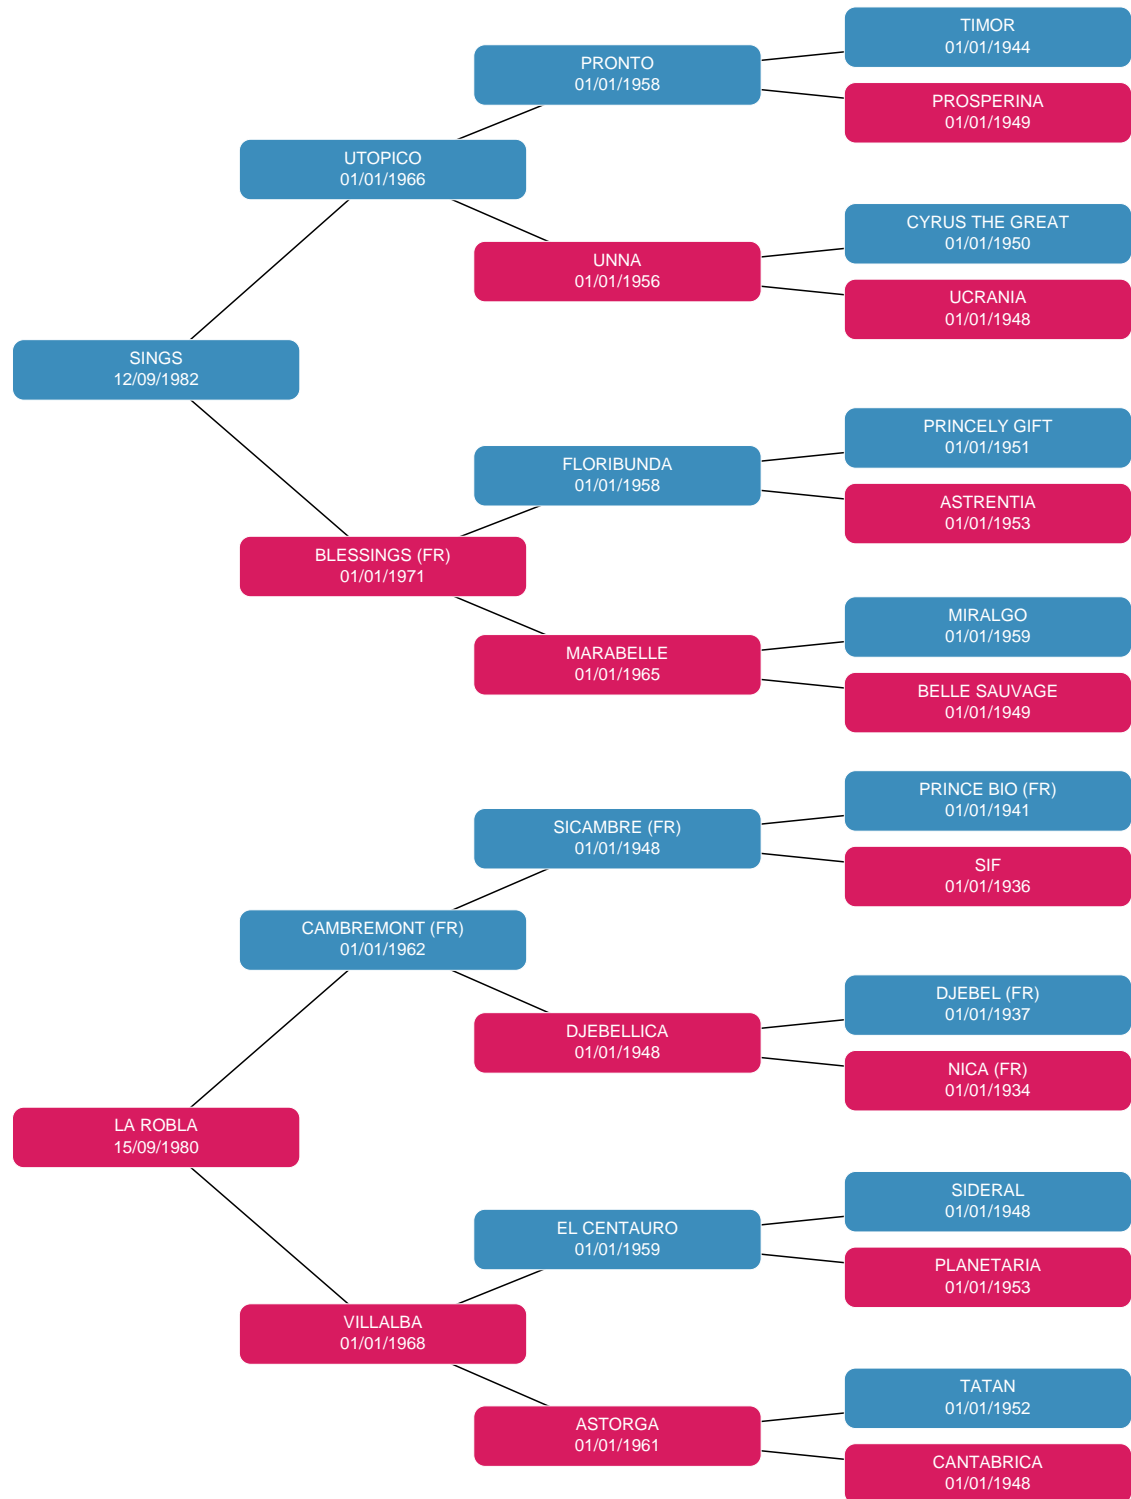 TIMOR
01/01/1944
PRONTO
01/01/1958
PROSPERINA
01/01/1949
UTOPICO
01/01/1966
CYRUS THE GREAT
01/01/1950
UNNA
01/01/1956
UCRANIA
01/01/1948
SINGS
12/09/1982
PRINCELY GIFT
01/01/1951
FLORIBUNDA
01/01/1958
ASTRENTIA
01/01/1953
BLESSINGS (FR)
01/01/1971
MIRALGO
01/01/1959
MARABELLE
01/01/1965
BELLE SAUVAGE
01/01/1949
PRINCE BIO (FR)
01/01/1941
SICAMBRE (FR)
01/01/1948
SIF
01/01/1936
CAMBREMONT (FR)
01/01/1962
DJEBEL (FR)
01/01/1937
DJEBELLICA
01/01/1948
NICA (FR)
01/01/1934
LA ROBLA
15/09/1980
SIDERAL
01/01/1948
EL CENTAURO
01/01/1959
PLANETARIA
01/01/1953
VILLALBA
01/01/1968
TATAN
01/01/1952
ASTORGA
01/01/1961
CANTABRICA
01/01/1948